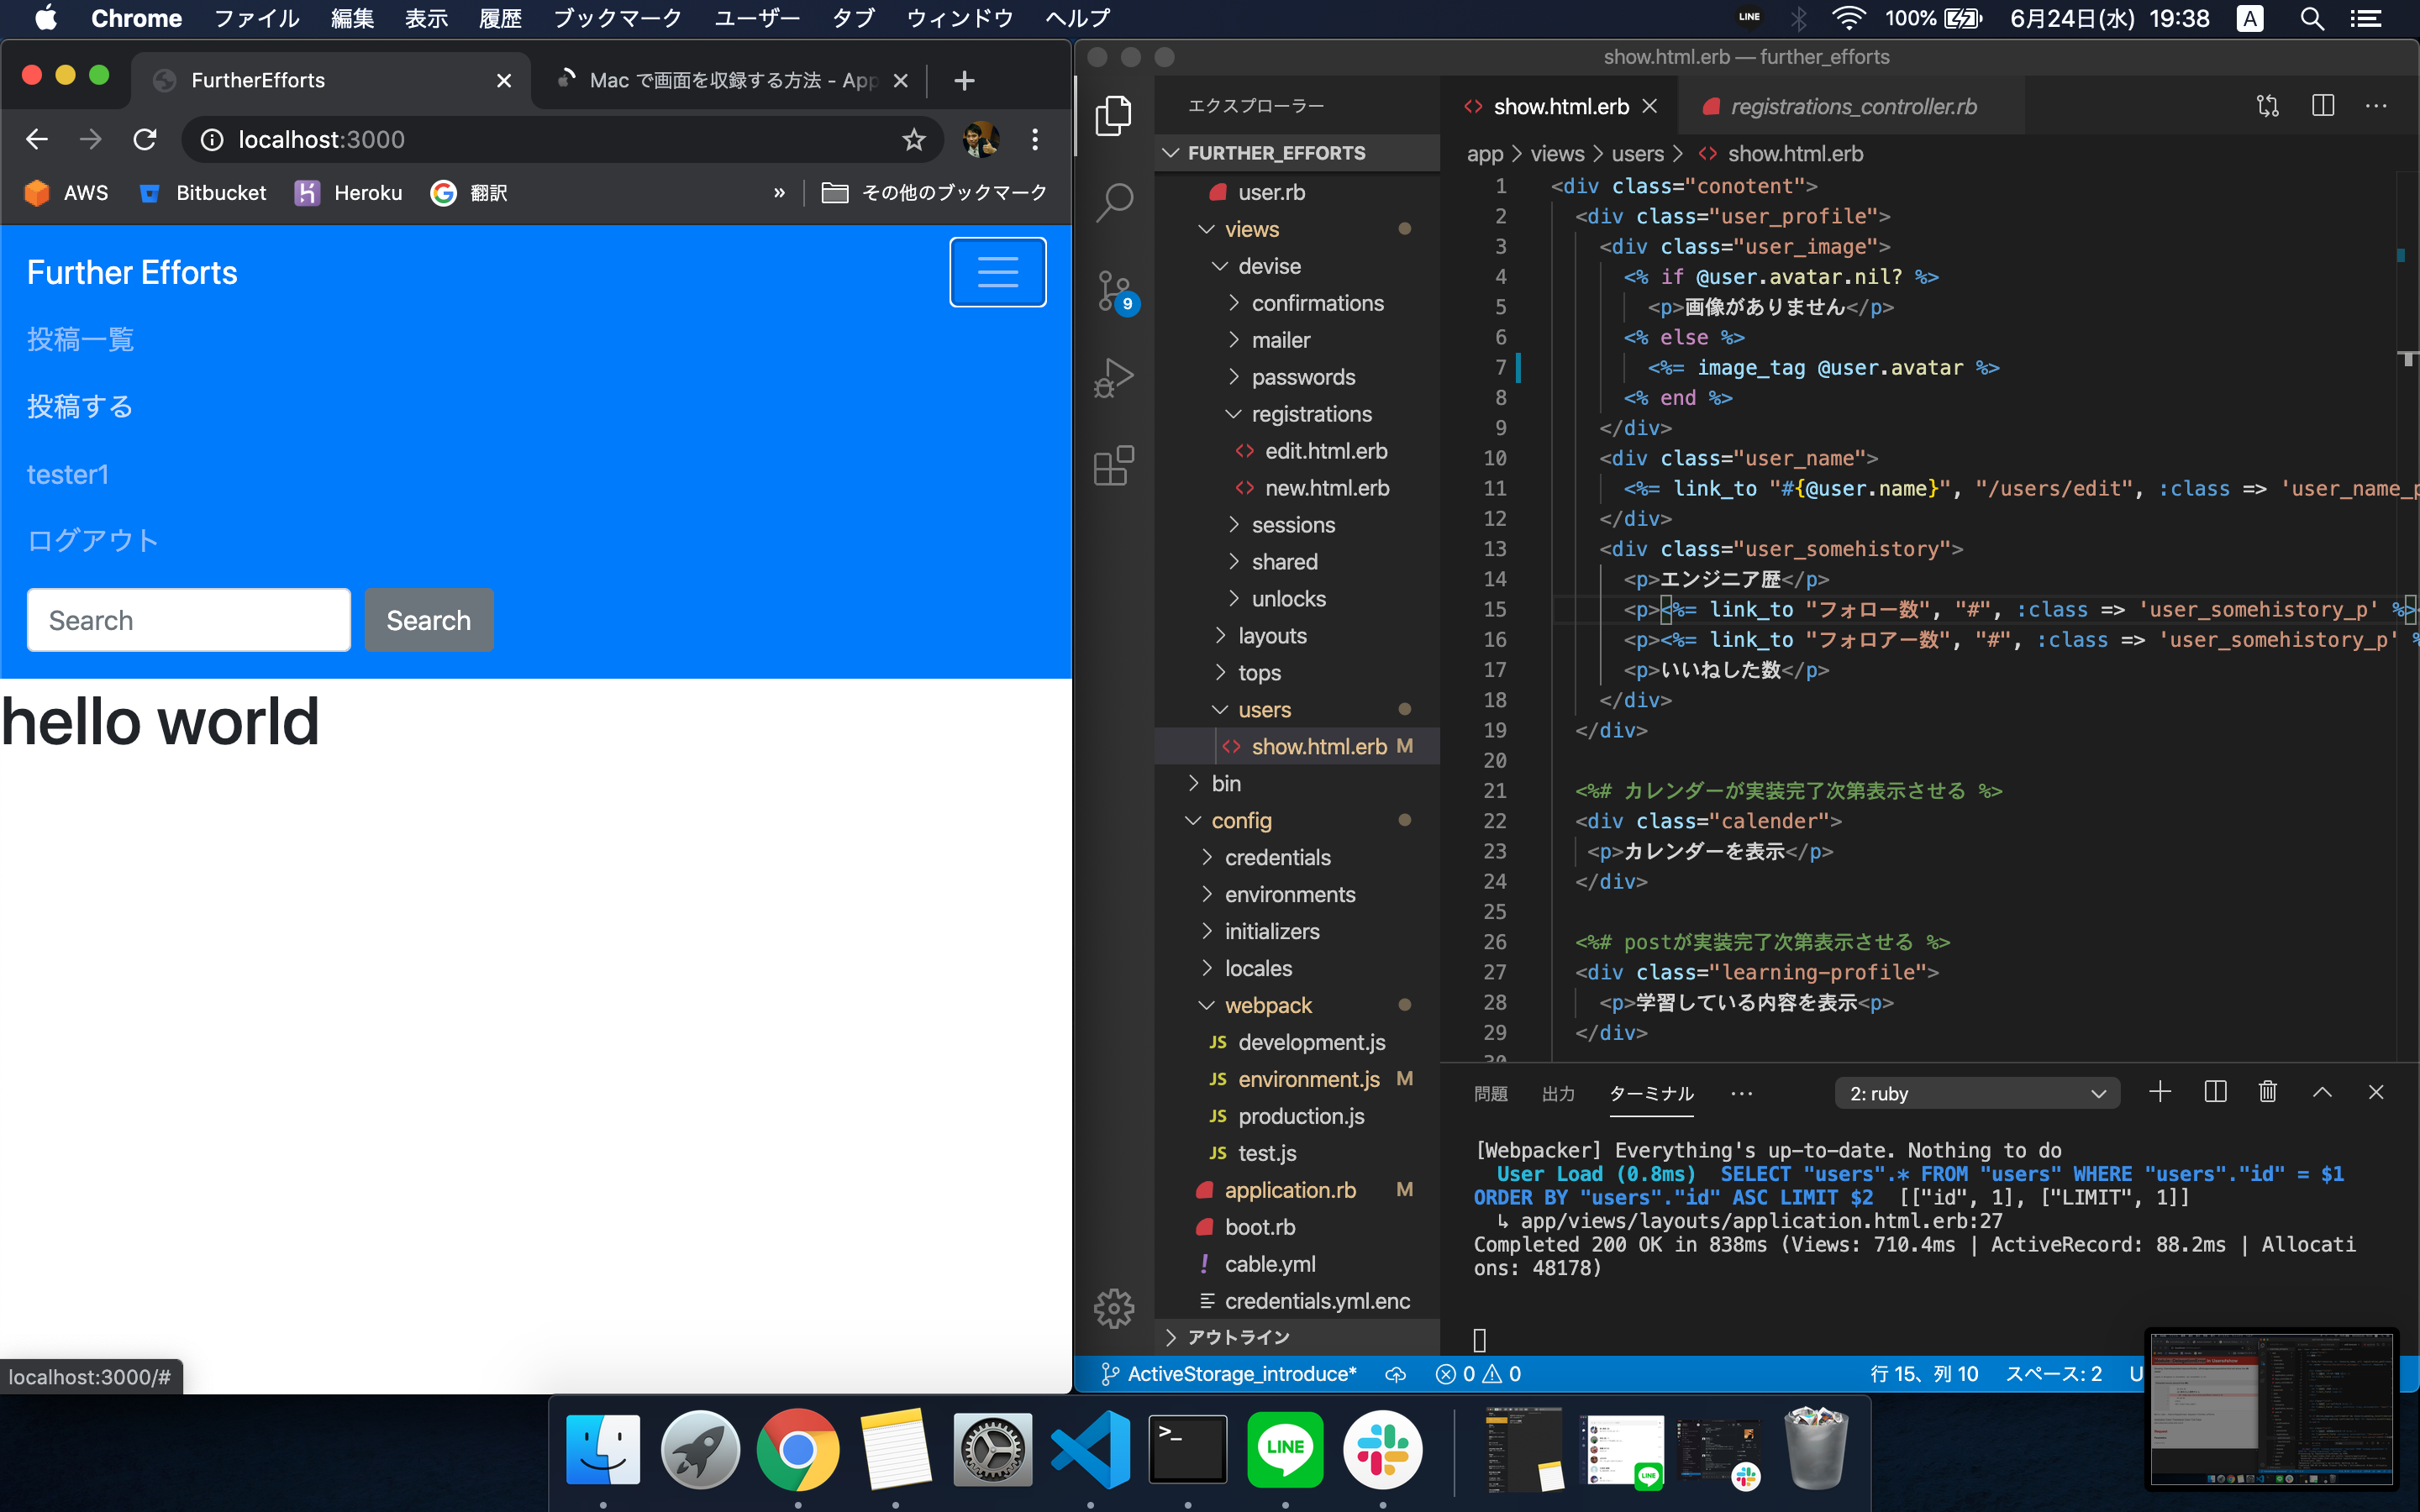 Chrome ファイル 編集 表示 履歴 ブックマーク ユーザー タブ ウィンドウ ヘルプ
LINE 100% 6月24日(水) 19:38 A
FurtherEfforts
Mac で画面を収録する方法 - App
localhost:3000
AWS Bitbucket Heroku 翻訳 » その他のブックマーク
Further Efforts
投稿一覧
投稿する
tester1
ログアウト
Search Search
hello world
localhost:3000/#
show.html.erb — further_efforts
エクスプローラー
FURTHER_EFFORTS
9
user.rb
views
devise
confirmations
mailer
passwords
registrations
edit.html.erb
new.html.erb
sessions
shared
unlocks
layouts
tops
users
show.html.erb M
bin
config
credentials
environments
initializers
locales
webpack
JS development.js
JS environment.js M
JS production.js
JS test.js
application.rb M
boot.rb
! cable.yml
credentials.yml.enc
アウトライン
show.html.erb
registrations_controller.rb
app > views > users > show.html.erb
1 <div class="conotent">
2 <div class="user_profile">
3 <div class="user_image">
4 <% if @user.avatar.nil? %>
5 <p>画像がありません</p>
6 <% else %>
7 <%= image_tag @user.avatar %>
8 <% end %>
9 </div>
10 <div class="user_name">
11 <%= link_to "#{@user.name}", "/users/edit", :class => 'user_name_p
12 </div>
13 <div class="user_somehistory">
14 <p>エンジニア歴</p>
15 <p><%= link_to "フォロー数", "#", :class => 'user_somehistory_p' %><
16 <p><%= link_to "フォロアー数", "#", :class => 'user_somehistory_p' %
17 <p>いいねした数</p>
18 </div>
19 </div>
20
21 <%# カレンダーが実装完了次第表示させる %>
22 <div class="calender">
23 <p>カレンダーを表示</p>
24 </div>
25
26 <%# postが実装完了次第表示させる %>
27 <div class="learning-profile">
28 <p>学習している内容を表示<p>
29 </div>
30
問題 出力 ターミナル ··· 2: ruby
[Webpacker] Everything's up-to-date. Nothing to do
User Load (0.8ms) SELECT "users".* FROM "users" WHERE "users"."id" = $1
ORDER BY "users"."id" ASC LIMIT $2 [["id", 1], ["LIMIT", 1]]
↳ app/views/layouts/application.html.erb:27
Completed 200 OK in 838ms (Views: 710.4ms | ActiveRecord: 88.2ms | Allocati
ons: 48178)
ActiveStorage_introduce* 0 0 行 15、列 10 スペース: 2 U
>_
LINE
LINE